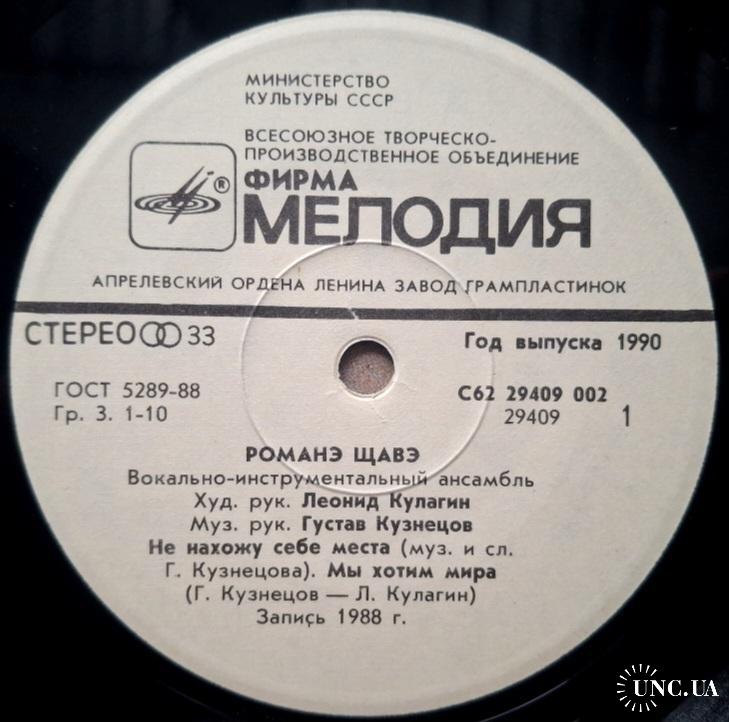 МИНИСТЕРСТВО
КУЛЬТУРЫ СССР
ВСЕСОЮЗНОЕ ТВОРЧЕСКО-
ПРОИЗВОДСТВЕННОЕ ОБЪЕДИНЕНИЕ
®
ФИРМА
МЕЛОДИЯ
АПРЕЛЕВСКИЙ ОРДЕНА ЛЕНИНА ЗАВОД ГРАМПЛАСТИНОК
СТЕРЕО 33
Год выпуска 1990
ГОСТ 5289-88
Гр. 3. 1-10
С62 29409 002
29409 1
РОМАНЭ ЩАВЭ
Вокально-инструментальный ансамбль
Худ. рук. Леонид Кулагин
Муз. рук. Густав Кузнецов
Не нахожу себе места (муз. и сл.
Г. Кузнецова). Мы хотим мира
(Г. Кузнецов — Л. Кулагин)
Запись 1988 г.
UNC.UA